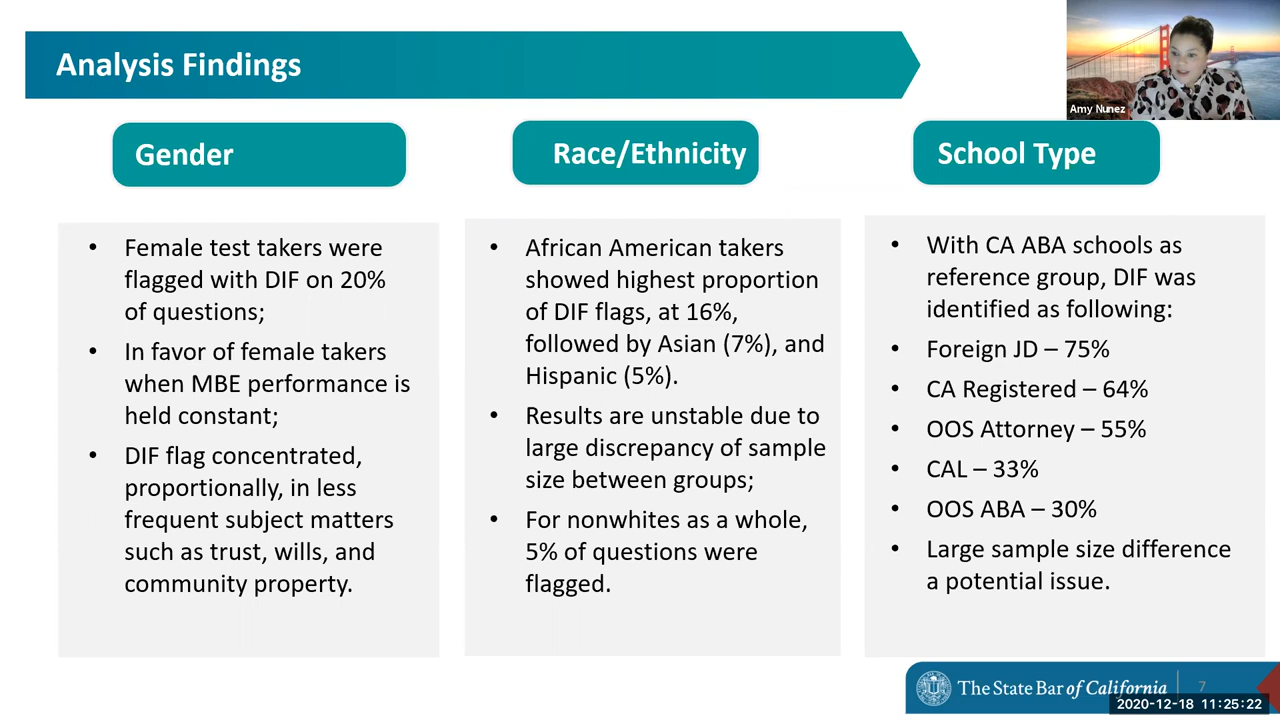 Analysis Findings
Amy Nunez
Gender
Race/Ethnicity
School Type
• Female test takers were
flagged with DIF on 20%
of questions;
• In favor of female takers
when MBE performance is
held constant;
• DIF flag concentrated,
proportionally, in less
frequent subject matters
such as trust, wills, and
community property.
• African American takers
showed highest proportion
of DIF flags, at 16%,
followed by Asian (7%), and
Hispanic (5%).
• Results are unstable due to
large discrepancy of sample
size between groups;
• For nonwhites as a whole,
5% of questions were
flagged.
• With CA ABA schools as
reference group, DIF was
identified as following:
• Foreign JD – 75%
• CA Registered – 64%
• OOS Attorney – 55%
• CAL – 33%
• OOS ABA – 30%
• Large sample size difference
a potential issue.
The State Bar of California
7
2020-12-18 11:25:22